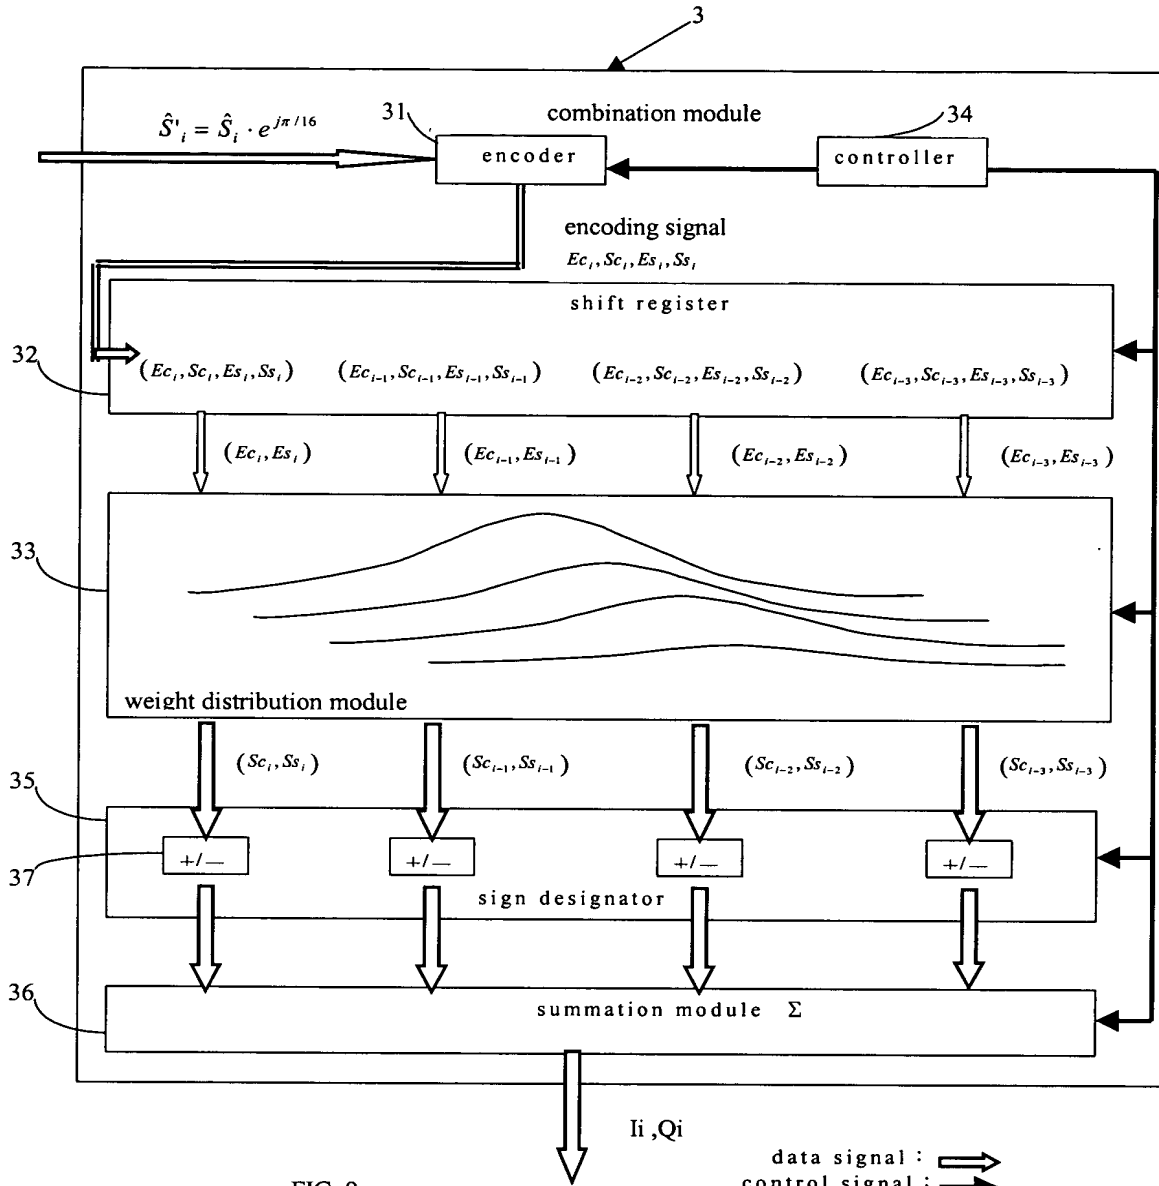 3
31
combination module
34
Ŝ'ᵢ = Ŝᵢ · e^{jπ/16}
encoder
controller
encoding signal
Ecᵢ, Scᵢ, Esᵢ, Ssᵢ
shift register
32
(Ecᵢ, Scᵢ, Esᵢ, Ssᵢ) (Ecᵢ₋₁, Scᵢ₋₁, Esᵢ₋₁, Ssᵢ₋₁) (Ecᵢ₋₂, Scᵢ₋₂, Esᵢ₋₂, Ssᵢ₋₂) (Ecᵢ₋₃, Scᵢ₋₃, Esᵢ₋₃, Ssᵢ₋₃)
(Ecᵢ, Esᵢ) (Ecᵢ₋₁, Esᵢ₋₁) (Ecᵢ₋₂, Esᵢ₋₂) (Ecᵢ₋₃, Esᵢ₋₃)
33
weight distribution module
(Scᵢ, Ssᵢ) (Scᵢ₋₁, Ssᵢ₋₁) (Scᵢ₋₂, Ssᵢ₋₂) (Scᵢ₋₃, Ssᵢ₋₃)
35
+/— +/— +/— +/—
37
sign designator
36
summation module Σ
Ii ,Qi
data signal :
control signal :